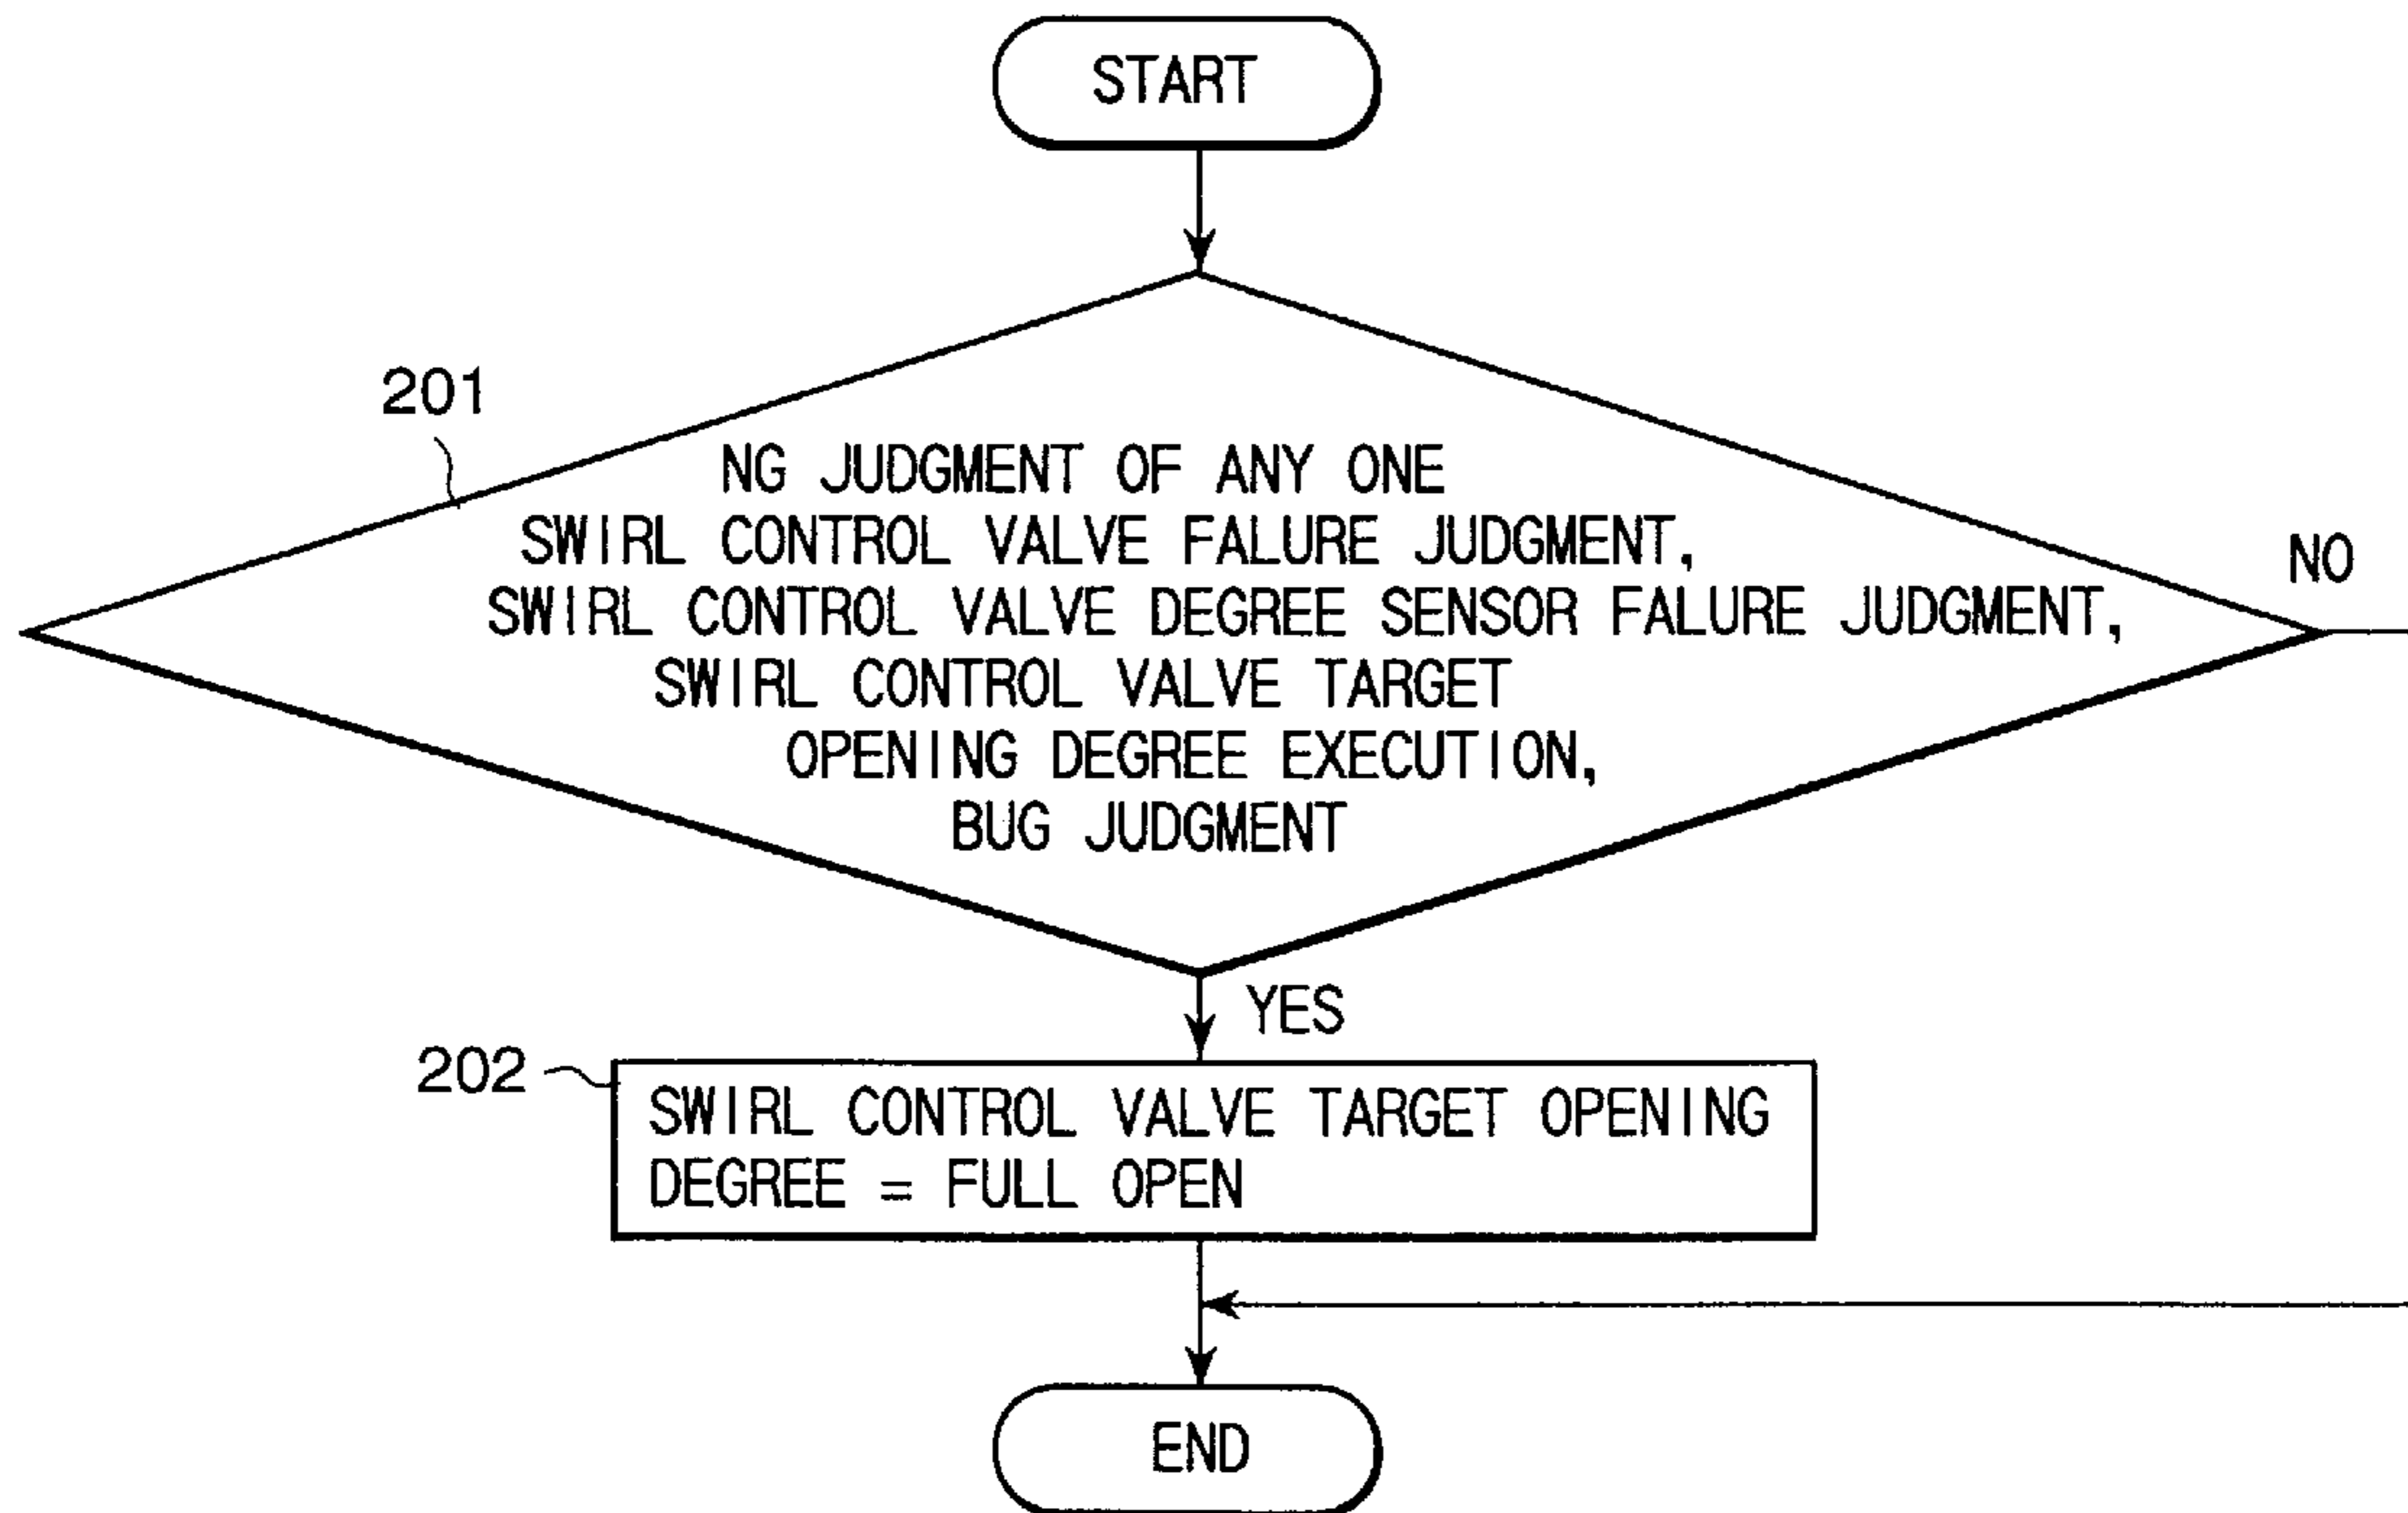 START
201
NG JUDGMENT OF ANY ONE
SWIRL CONTROL VALVE FALURE JUDGMENT,
SWIRL CONTROL VALVE DEGREE SENSOR FALURE JUDGMENT,
SWIRL CONTROL VALVE TARGET
OPENING DEGREE EXECUTION,
BUG JUDGMENT
NO
YES
202
SWIRL CONTROL VALVE TARGET OPENING
DEGREE = FULL OPEN
END